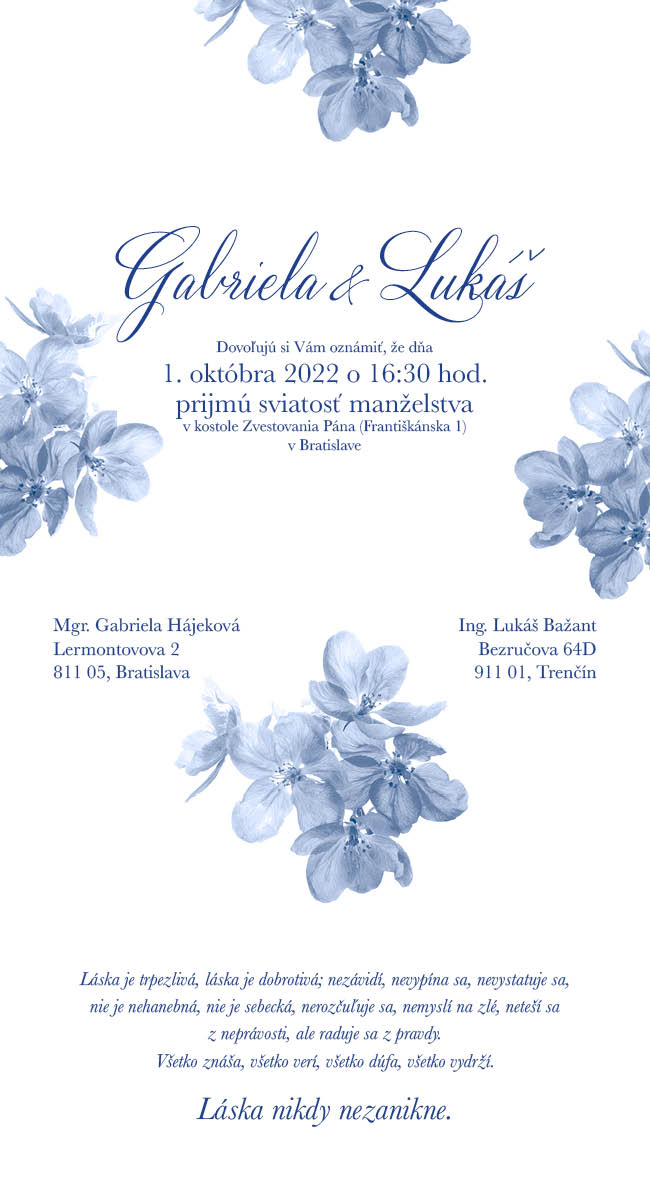 Gabriela & Lukáš
Dovoľujú si Vám oznámiť, že dňa
1. októbra 2022 o 16:30 hod.
prijmú sviatosť manželstva
v kostole Zvestovania Pána (Františkánska 1)
v Bratislave
Mgr. Gabriela Hájeková
Lermontovova 2
811 05, Bratislava
Ing. Lukáš Bažant
Bezručova 64D
911 01, Trenčín
Láska je trpezlivá, láska je dobrotivá; nezávidí, nevypína sa, nevystatuje sa,
nie je nehanebná, nie je sebecká, nerozčuľuje sa, nemyslí na zlé, neteší sa
z neprávosti, ale raduje sa z pravdy.
Všetko znáša, všetko verí, všetko dúfa, všetko vydrží.
Láska nikdy nezanikne.